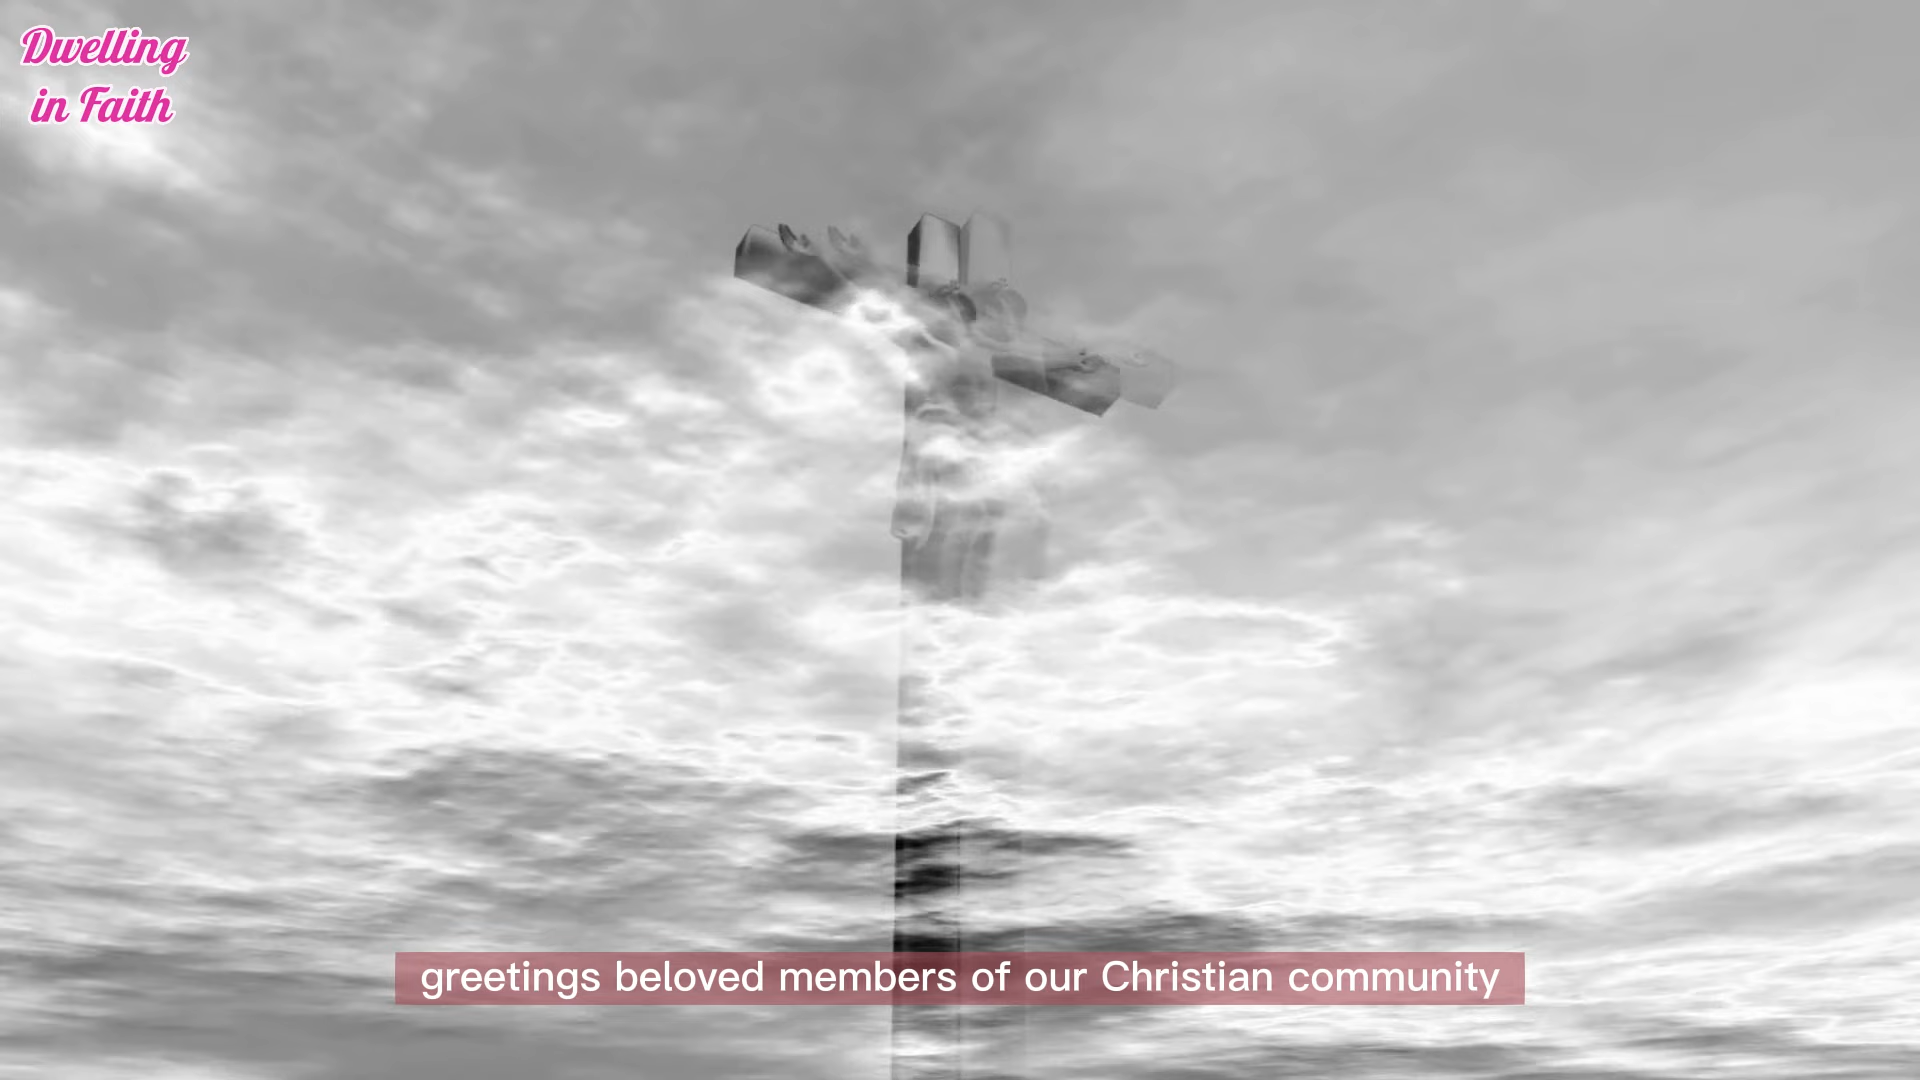 Dwelling
in Faith
greetings beloved members of our Christian community